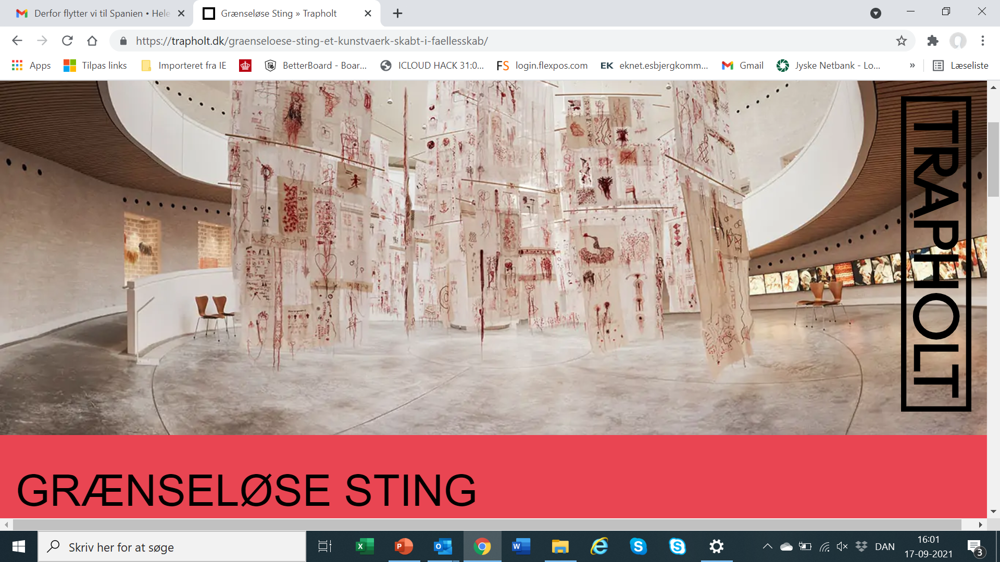 Derfor flytter vi til Spanien • Hele
Grænseløse Sting » Trapholt
https://trapholt.dk/graenseloese-sting-et-kunstvaerk-skabt-i-faellesskab/
Apps
Tilpas links
Importeret fra IE
BetterBoard - Boar...
ICLOUD HACK 31:0...
FS login.flexpos.com
EK eknet.esbjergkomm...
Gmail
Jyske Netbank - Lo...
»
Læseliste
TRAPHOLT
GRÆNSELØSE STING
Skriv her for at søge
DAN
16:01
17-09-2021
3